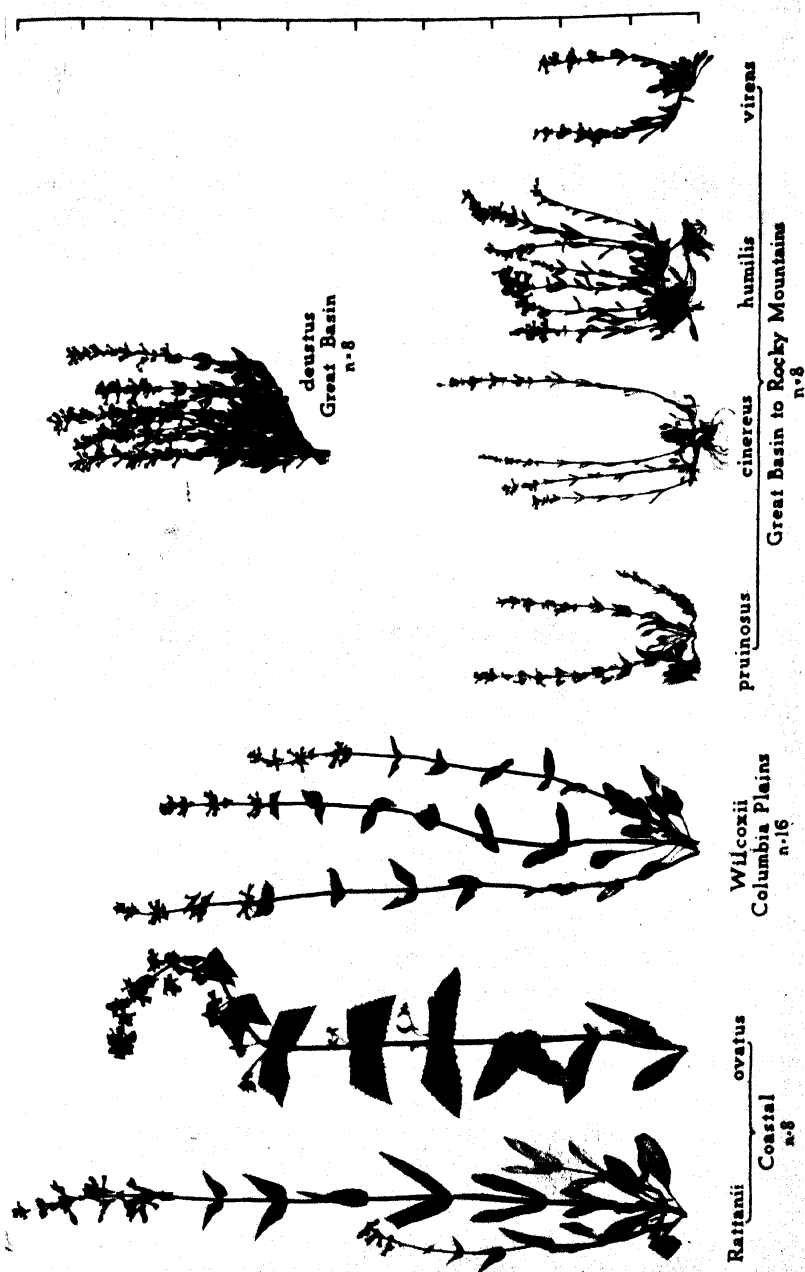 Rattanii
ovatus
Coastal
n=8
Wilcoxii
Columbia Plains
n=16
deustus
Great Basin
n=8
pruinosus
cinereus
humilis
virens
Great Basin to Rocky Mountains
n=8